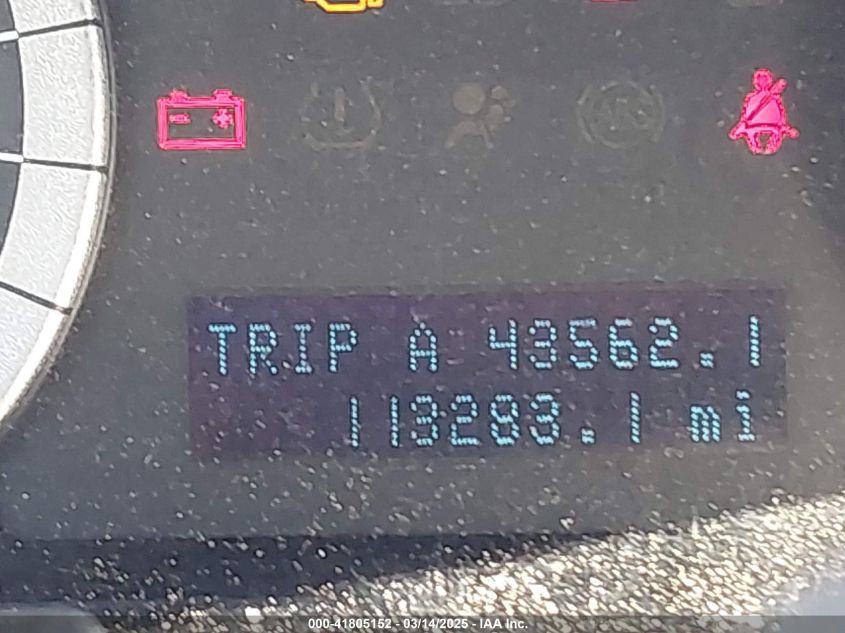 TRIP A 43562.1
113283.1 mi
000-41805152 - 03/14/2025 - IAA Inc.